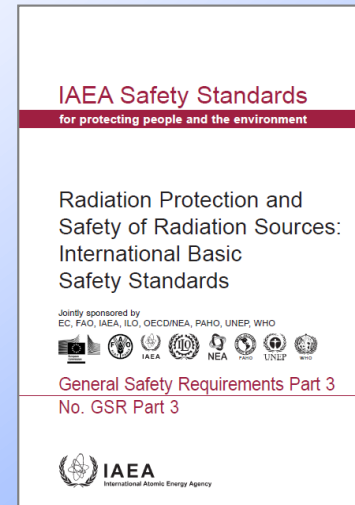 IAEA Safety Standards
for protecting people and the environment
Radiation Protection and
Safety of Radiation Sources:
International Basic
Safety Standards
Jointly sponsored by
EC, FAO, IAEA, ILO, OECD/NEA, PAHO, UNEP, WHO
IAEA
NEA
PAHO
UNEP
WHO
General Safety Requirements Part 3
No. GSR Part 3
IAEA
International Atomic Energy Agency